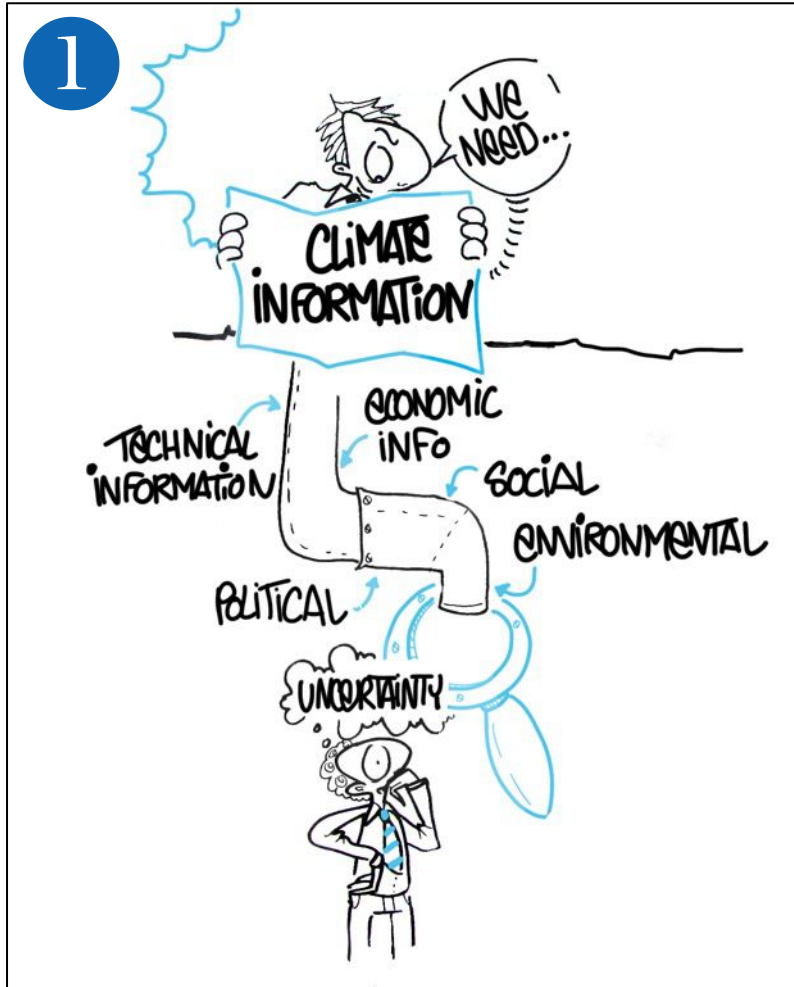 1
WE
NEED...
CLIMATE
INFORMATION
TECHNICAL
INFORMATION
ECONOMIC
INFO
SOCIAL
ENVIRONMENTAL
POLITICAL
UNCERTAINTY